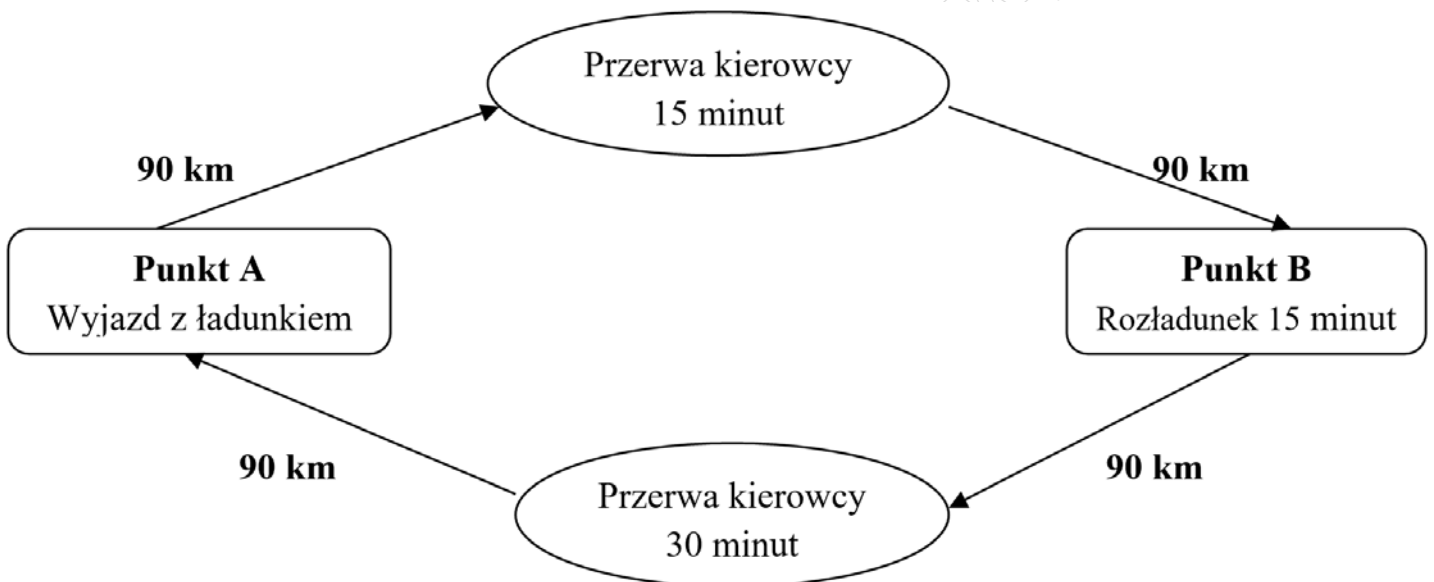 Przerwa kierowcy
15 minut
90 km
90 km
Punkt A
Wyjazd z ładunkiem
Punkt B
Rozładunek 15 minut
90 km
90 km
Przerwa kierowcy
30 minut